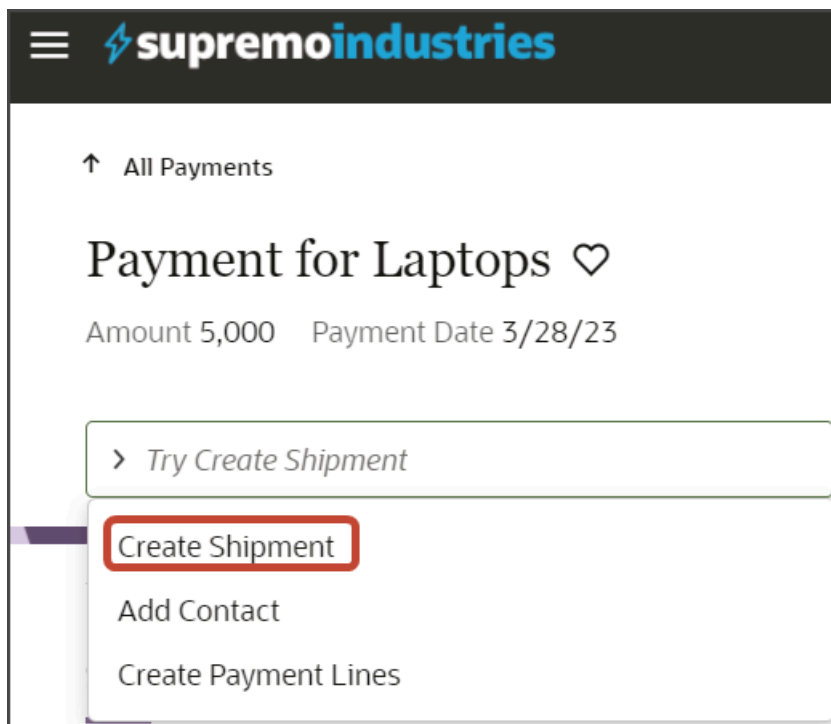 supremoindustries
All Payments
Payment for Laptops
Amount 5,000 Payment Date 3/28/23
Try Create Shipment
Create Shipment
Add Contact
Create Payment Lines